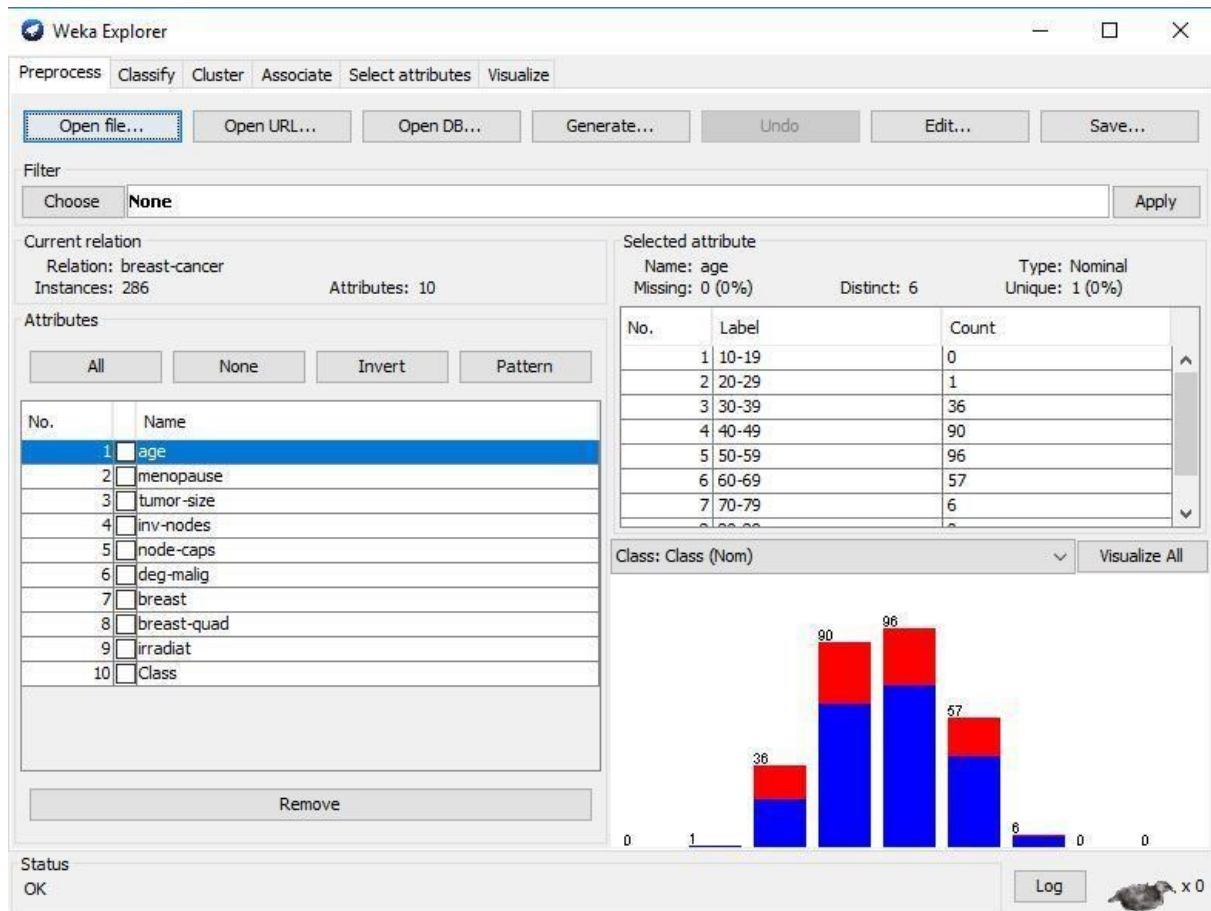 Weka Explorer
Preprocess Classify Cluster Associate Select attributes Visualize
Open file... Open URL... Open DB... Generate... Undo Edit... Save...
Filter
Choose None Apply
Current relation
Relation: breast-cancer
Instances: 286 Attributes: 10
Selected attribute
Name: age Type: Nominal
Missing: 0 (0%) Distinct: 6 Unique: 1 (0%)
Attributes
All None Invert Pattern
No. Name
1 age
2 menopause
3 tumor-size
4 inv-nodes
5 node-caps
6 deg-malig
7 breast
8 breast-quad
9 irradiat
10 Class
Remove
No. Label Count
1 10-19 0
2 20-29 1
3 30-39 36
4 40-49 90
5 50-59 96
6 60-69 57
7 70-79 6
Class: Class (Nom) Visualize All
0 1 36 90 96 57 6 0 0
Status
OK
Log x 0